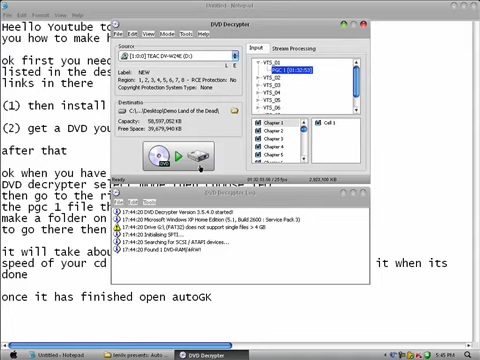 Untitled - Notepad
File Edit Format View Help
Heello Youtube to
you how to make h
ok first you need
listed in the des
links in there
(1) then install
(2) get a DVD you
after that
ok when you have
DVD decrypter select mode then choose
then go to the ri
the pgc 1 file t
make a folder on
to go there then
it will take abou
speed of your cd
it when its
done
once it has finished open autoGK
DVD Decrypter
File Edit View Mode Tools Help
Source
[1:0:0] TEAC DV-W24E (D:)
L E
Label: NEW
Region: 1, 2, 3, 4, 5, 6, 7, 8 - RCE Protection: No
Copyright Protection System Type: None
Destination
C:\...\Desktop\Demo Land of the Dead\
Capacity: 58,597,052 KB
Free Space: 39,679,940 KB
DVD
Input Stream Processing
VTS_01
PGC 1 [01:32:53]
VTS_02
VTS_03
VTS_04
VTS_05
VTS_06
Chapter 1
Chapter 2
Chapter 3
Chapter 4
Chapter 5
Cell 1
Ready
DVD Decrypter Log
File Edit Tools
17:44:20 DVD Decrypter Version 3.5.4.0 started!
17:44:20 Microsoft Windows XP Home Edition (5.1, Build 2600 : Service Pack 3)
17:44:20 Drive G:\ (FAT32) does not support single files > 4 GB
17:44:20 Initialising SPTI...
17:44:20 Searching for SCSI / ATAPI devices...
17:44:20 Found 1 DVD-RAM/±RW!
Untitled - Notepad
DVD Decrypter
5:45 PM